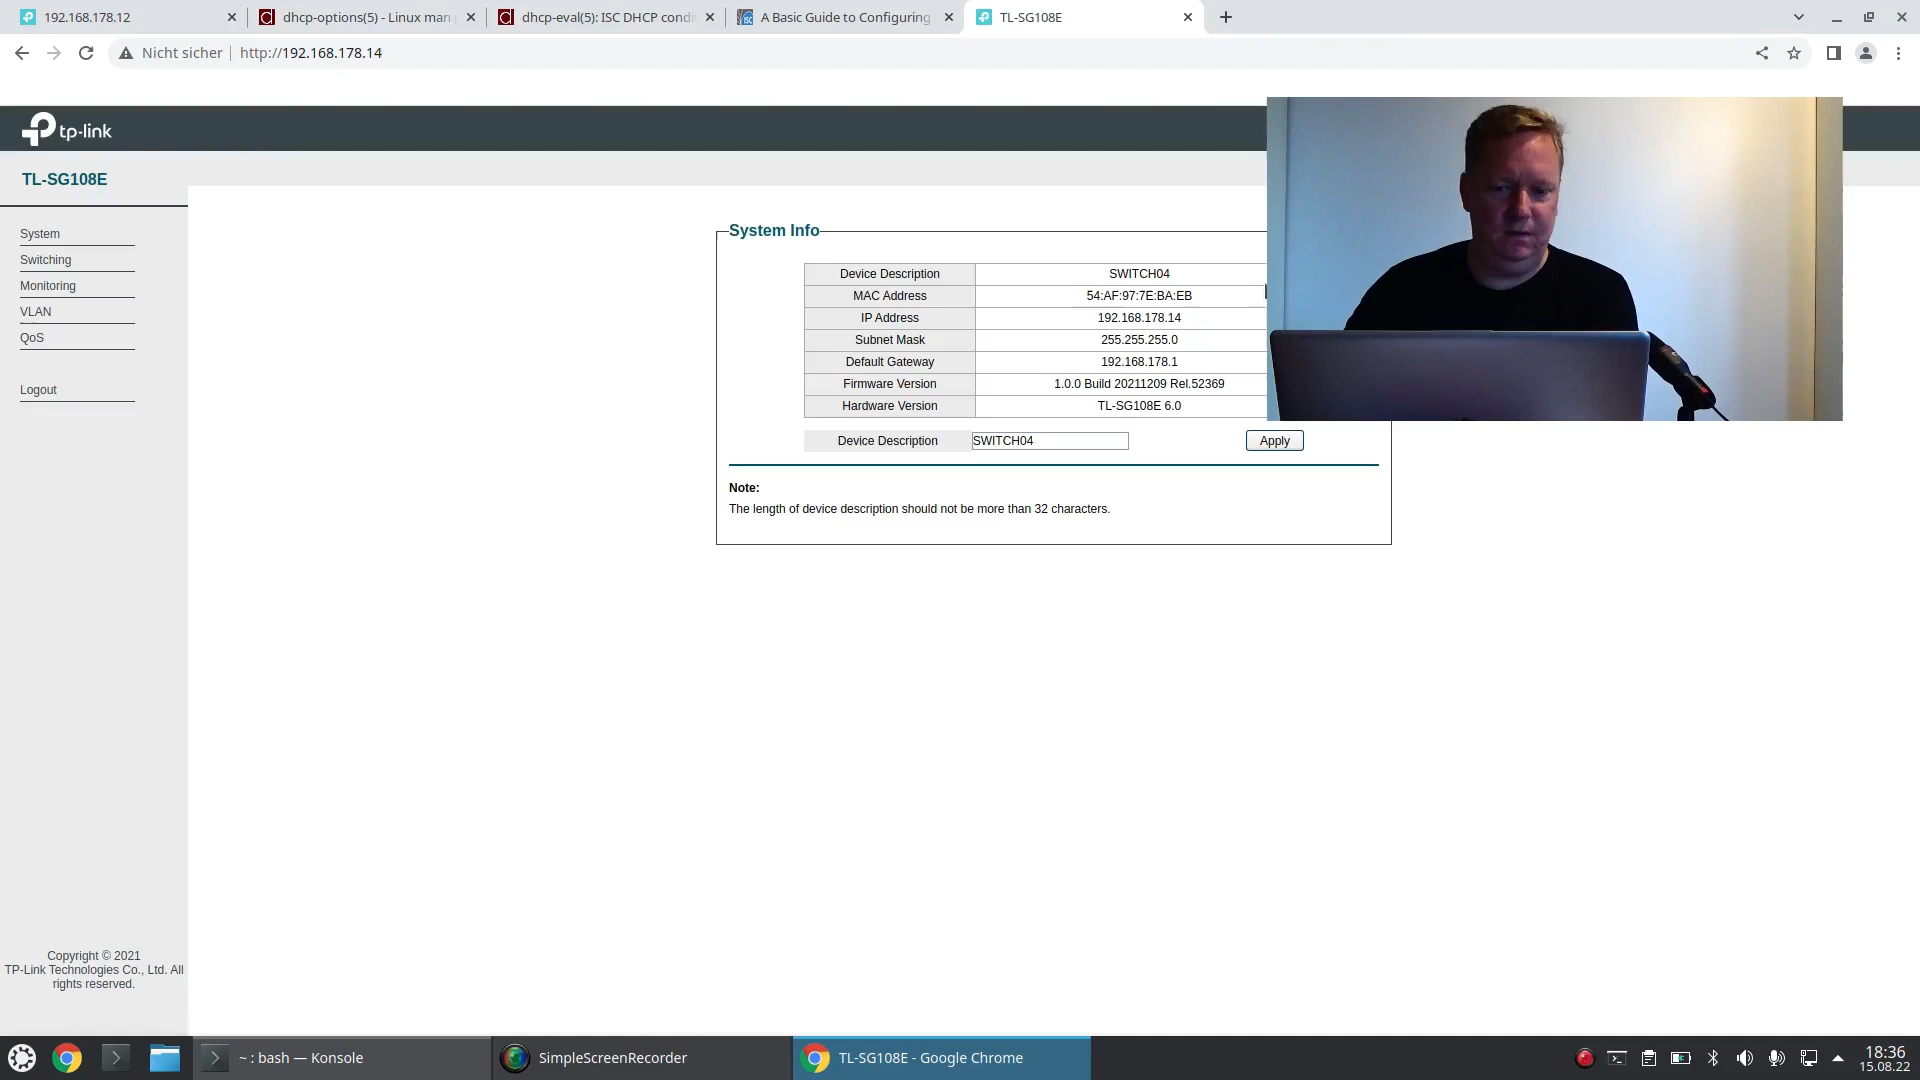 192.168.178.12
dhcp-options(5) - Linux man
dhcp-eval(5): ISC DHCP condi
A Basic Guide to Configuring
TL-SG108E
Nicht sicher
http://192.168.178.14
tp-link
TL-SG108E
System
Switching
Monitoring
VLAN
QoS
Logout
System Info
Device Description SWITCH04
MAC Address 54:AF:97:7E:BA:EB
IP Address 192.168.178.14
Subnet Mask 255.255.255.0
Default Gateway 192.168.178.1
Firmware Version 1.0.0 Build 20211209 Rel.52369
Hardware Version TL-SG108E 6.0
Device Description SWITCH04 Apply
Note:
The length of device description should not be more than 32 characters.
Copyright © 2021
TP-Link Technologies Co., Ltd. All
rights reserved.
~ : bash — Konsole
SimpleScreenRecorder
TL-SG108E - Google Chrome
18:36
15.08.22